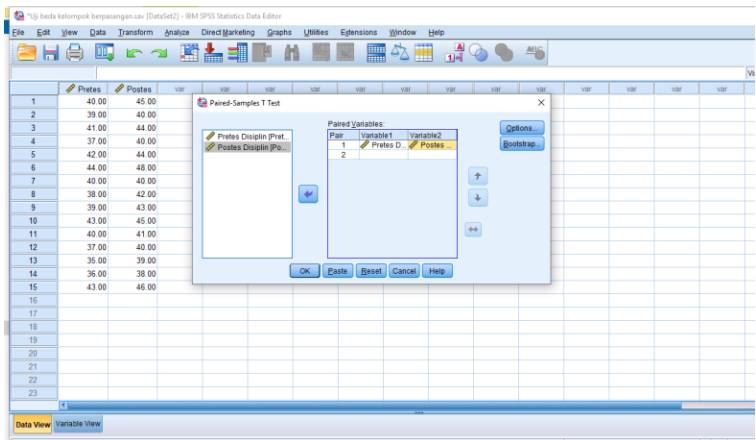 *Uji beda kelompok berpasangan.sav [DataSet2] - IBM SPSS Statistics Data Editor
File Edit View Data Transform Analyze Direct Marketing Graphs Utilities Extensions Window Help
Pretes Postes var var var var var var var var var var var
1 40.00 45.00
2 39.00 40.00
3 41.00 44.00
4 37.00 40.00
5 42.00 44.00
6 44.00 48.00
7 40.00 40.00
8 38.00 42.00
9 39.00 43.00
10 43.00 45.00
11 40.00 41.00
12 37.00 40.00
13 35.00 39.00
14 36.00 38.00
15 43.00 46.00
16
17
18
19
20
21
22
23
Paired-Samples T Test
Pretes Disiplin [Pret...
Postes Disiplin [Po...
Paired Variables:
Pair Variable1 Variable2
1 Pretes D... Postes ...
2
Options...
Bootstrap...
OK Paste Reset Cancel Help
Data View Variable View